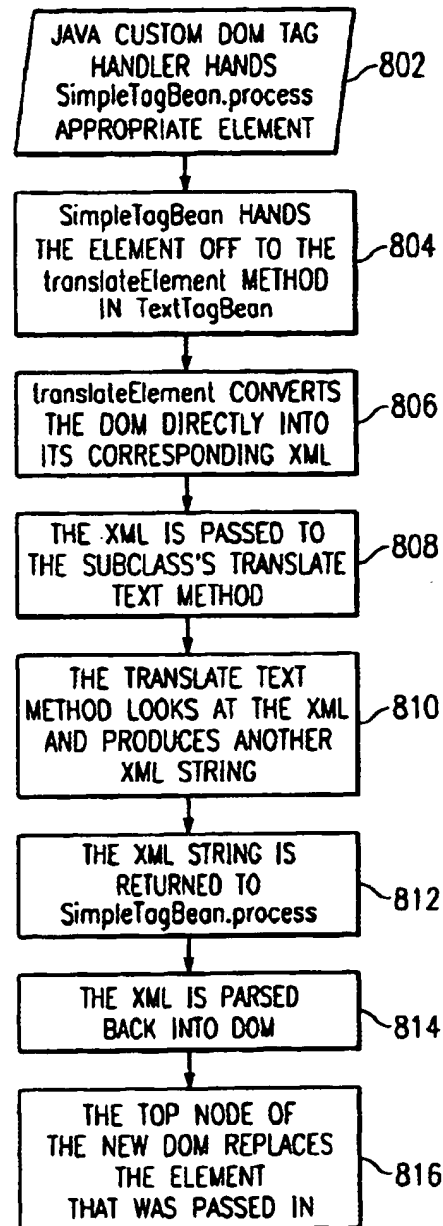 JAVA CUSTOM DOM TAG
HANDLER HANDS
SimpleTagBean.process
APPROPRIATE ELEMENT
802
SimpleTagBean HANDS
THE ELEMENT OFF TO THE
translateElement METHOD
IN TextTagBean
804
translateElement CONVERTS
THE DOM DIRECTLY INTO
ITS CORRESPONDING XML
806
THE XML IS PASSED TO
THE SUBCLASS'S TRANSLATE
TEXT METHOD
808
THE TRANSLATE TEXT
METHOD LOOKS AT THE XML
AND PRODUCES ANOTHER
XML STRING
810
THE XML STRING IS
RETURNED TO
SimpleTagBean.process
812
THE XML IS PARSED
BACK INTO DOM
814
THE TOP NODE OF
THE NEW DOM REPLACES
THE ELEMENT
THAT WAS PASSED IN
816